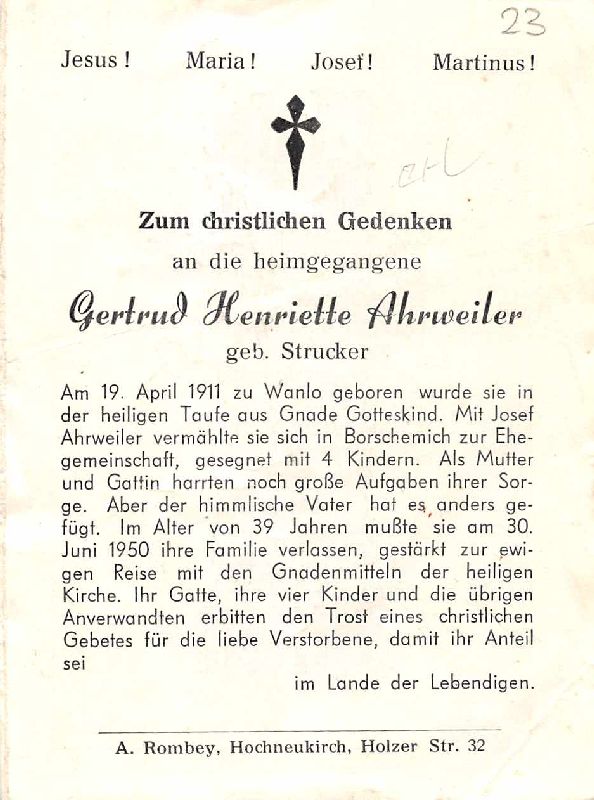 23
Jesus! Maria! Josef! Martinus!
Zum christlichen Gedenken
an die heimgegangene
Gertrud Henriette Ahrweiler
geb. Strucker
Am 19. April 1911 zu Wanlo geboren wurde sie in
der heiligen Taufe aus Gnade Gotteskind. Mit Josef
Ahrweiler vermählte sie sich in Borschemich zur Ehe-
gemeinschaft, gesegnet mit 4 Kindern. Als Mutter
und Gattin harrten noch große Aufgaben ihrer Sor-
ge. Aber der himmlische Vater hat es anders ge-
fügt. Im Alter von 39 Jahren mußte sie am 30.
Juni 1950 ihre Familie verlassen, gestärkt zur ewi-
gen Reise mit den Gnadenmitteln der heiligen
Kirche. Ihr Gatte, ihre vier Kinder und die übrigen
Anverwandten erbitten den Trost eines christlichen
Gebetes für die liebe Verstorbene, damit ihr Anteil
sei
im Lande der Lebendigen.
A. Rombey, Hochneukirch, Holzer Str. 32